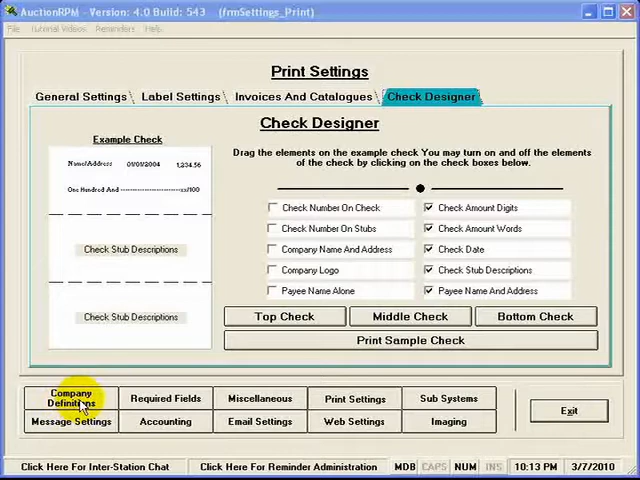 AuctionRPM - Version: 4.0 Build: 543 (frmSettings_Print)
File Tutorial Videos Reminders Help
Print Settings
General Settings Label Settings Invoices And Catalogues Check Designer
Check Designer
Example Check
Drag the elements on the example check You may turn on and off the elements
of the check by clicking on the check boxes below.
Name/Address 01/01/2004 1,234.56
One Hundred And --------------------xx/100
Check Stub Descriptions
Check Stub Descriptions
Check Number On Check Check Amount Digits
Check Number On Stubs Check Amount Words
Company Name And Address Check Date
Company Logo Check Stub Descriptions
Payee Name Alone Payee Name And Address
Top Check Middle Check Bottom Check
Print Sample Check
Company Definitions Required Fields Miscellaneous Print Settings Sub Systems
Message Settings Accounting Email Settings Web Settings Imaging
Exit
Click Here For Inter-Station Chat Click Here For Reminder Administration MDB CAPS NUM INS 10:13 PM 3/7/2010